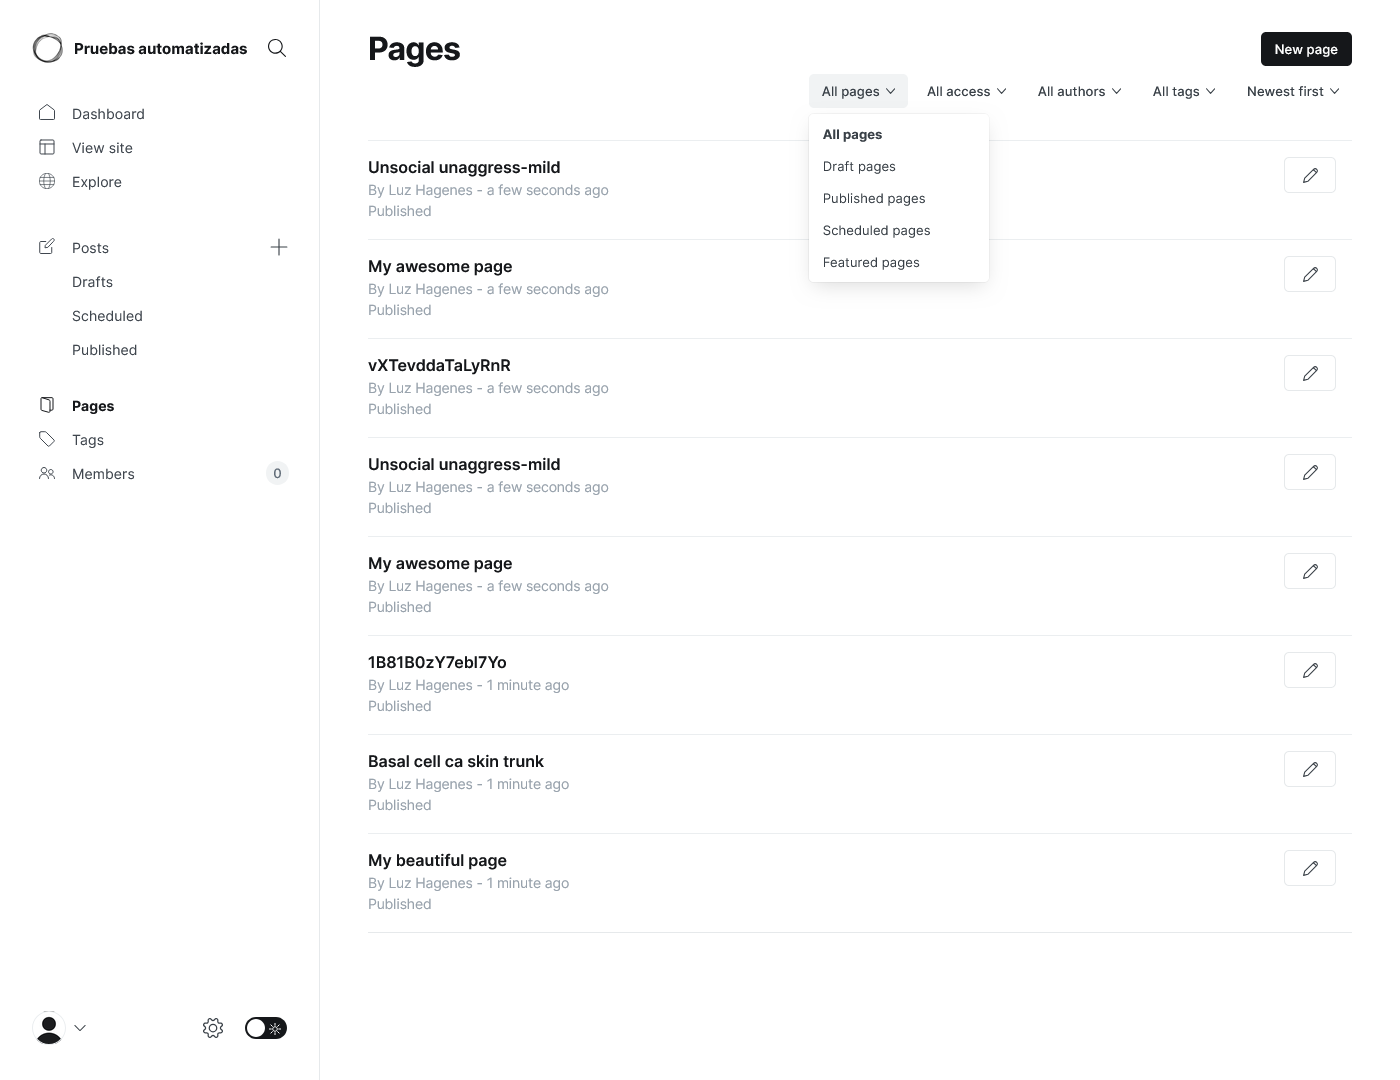 Pruebas automatizadas
Dashboard
View site
Explore
Posts
Drafts
Scheduled
Published
Pages
Tags
Members 0
Pages
New page
All pages All access All authors All tags Newest first
All pages
Draft pages
Published pages
Scheduled pages
Featured pages
Unsocial unaggress-mild
By Luz Hagenes - a few seconds ago
Published
My awesome page
By Luz Hagenes - a few seconds ago
Published
vXTevddaTaLyRnR
By Luz Hagenes - a few seconds ago
Published
Unsocial unaggress-mild
By Luz Hagenes - a few seconds ago
Published
My awesome page
By Luz Hagenes - a few seconds ago
Published
1B81B0zY7ebl7Yo
By Luz Hagenes - 1 minute ago
Published
Basal cell ca skin trunk
By Luz Hagenes - 1 minute ago
Published
My beautiful page
By Luz Hagenes - 1 minute ago
Published